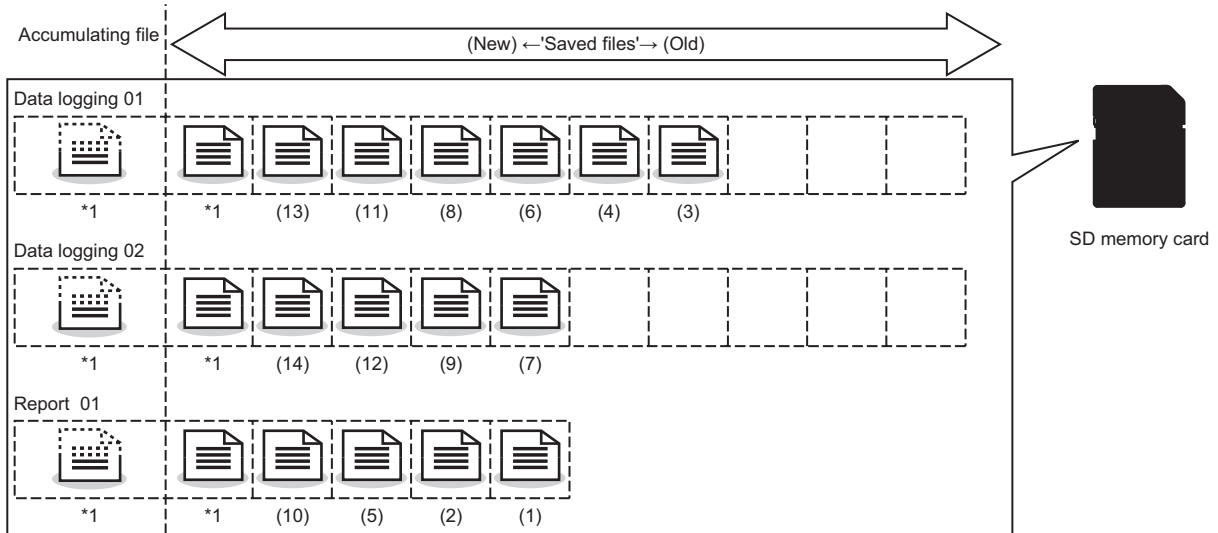 Accumulating file
(New) ←'Saved files'→ (Old)
Data logging 01
*1 *1 (13) (11) (8) (6) (4) (3)
SD memory card
Data logging 02
*1 *1 (14) (12) (9) (7)
Report 01
*1 *1 (10) (5) (2) (1)